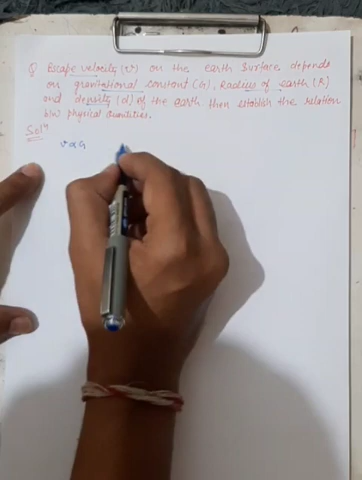 Q Escape velocity (v) on the earth surface depends
on gravitational constant (G), Radius of earth (R)
and density (d) of the earth. then establish the relation
b/w physical quantities.
Solⁿ
v ∝ G